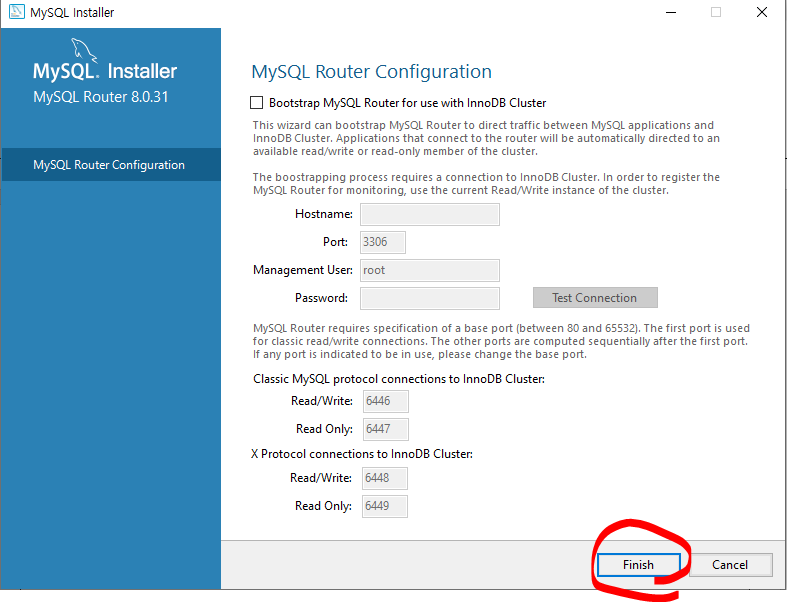 MySQL Installer
MySQL. Installer
MySQL Router 8.0.31
MySQL Router Configuration
MySQL Router Configuration
Bootstrap MySQL Router for use with InnoDB Cluster
This wizard can bootstrap MySQL Router to direct traffic between MySQL applications and
InnoDB Cluster. Applications that connect to the router will be automatically directed to an
available read/write or read-only member of the cluster.
The boostrapping process requires a connection to InnoDB Cluster. In order to register the
MySQL Router for monitoring, use the current Read/Write instance of the cluster.
Hostname:
Port: 3306
Management User: root
Password:
Test Connection
MySQL Router requires specification of a base port (between 80 and 65532). The first port is used
for classic read/write connections. The other ports are computed sequentially after the first port.
If any port is indicated to be in use, please change the base port.
Classic MySQL protocol connections to InnoDB Cluster:
Read/Write: 6446
Read Only: 6447
X Protocol connections to InnoDB Cluster:
Read/Write: 6448
Read Only: 6449
Finish Cancel